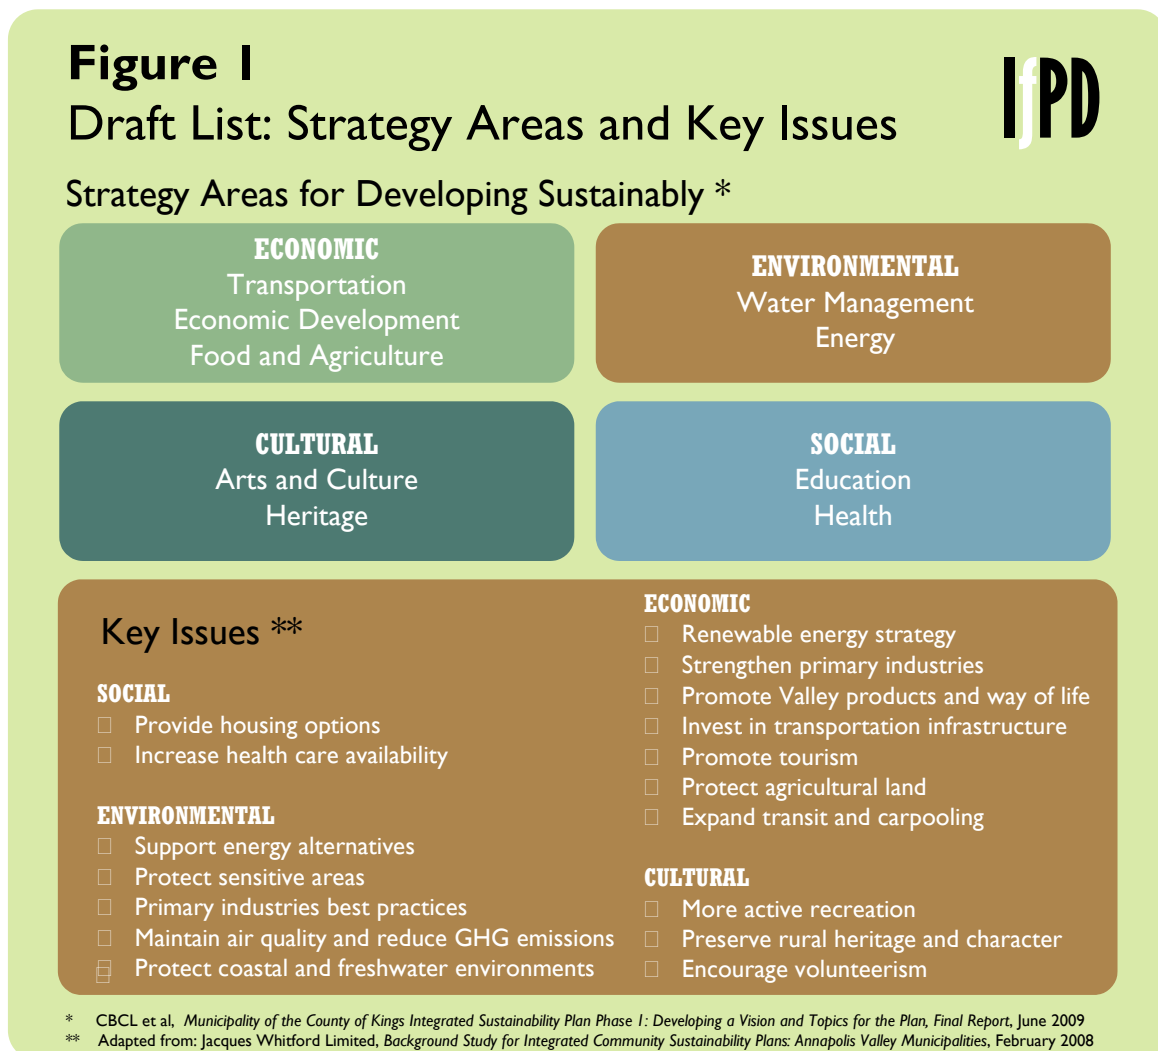 Figure 1
Draft List: Strategy Areas and Key Issues
IfPD
Strategy Areas for Developing Sustainably *
ECONOMIC
Transportation
Economic Development
Food and Agriculture
ENVIRONMENTAL
Water Management
Energy
CULTURAL
Arts and Culture
Heritage
SOCIAL
Education
Health
Key Issues **
SOCIAL
Provide housing options
Increase health care availability
ENVIRONMENTAL
Support energy alternatives
Protect sensitive areas
Primary industries best practices
Maintain air quality and reduce GHG emissions
Protect coastal and freshwater environments
ECONOMIC
Renewable energy strategy
Strengthen primary industries
Promote Valley products and way of life
Invest in transportation infrastructure
Promote tourism
Protect agricultural land
Expand transit and carpooling
CULTURAL
More active recreation
Preserve rural heritage and character
Encourage volunteerism
* CBCL et al, Municipality of the County of Kings Integrated Sustainability Plan Phase 1: Developing a Vision and Topics for the Plan, Final Report, June 2009
** Adapted from: Jacques Whitford Limited, Background Study for Integrated Community Sustainability Plans: Annapolis Valley Municipalities, February 2008